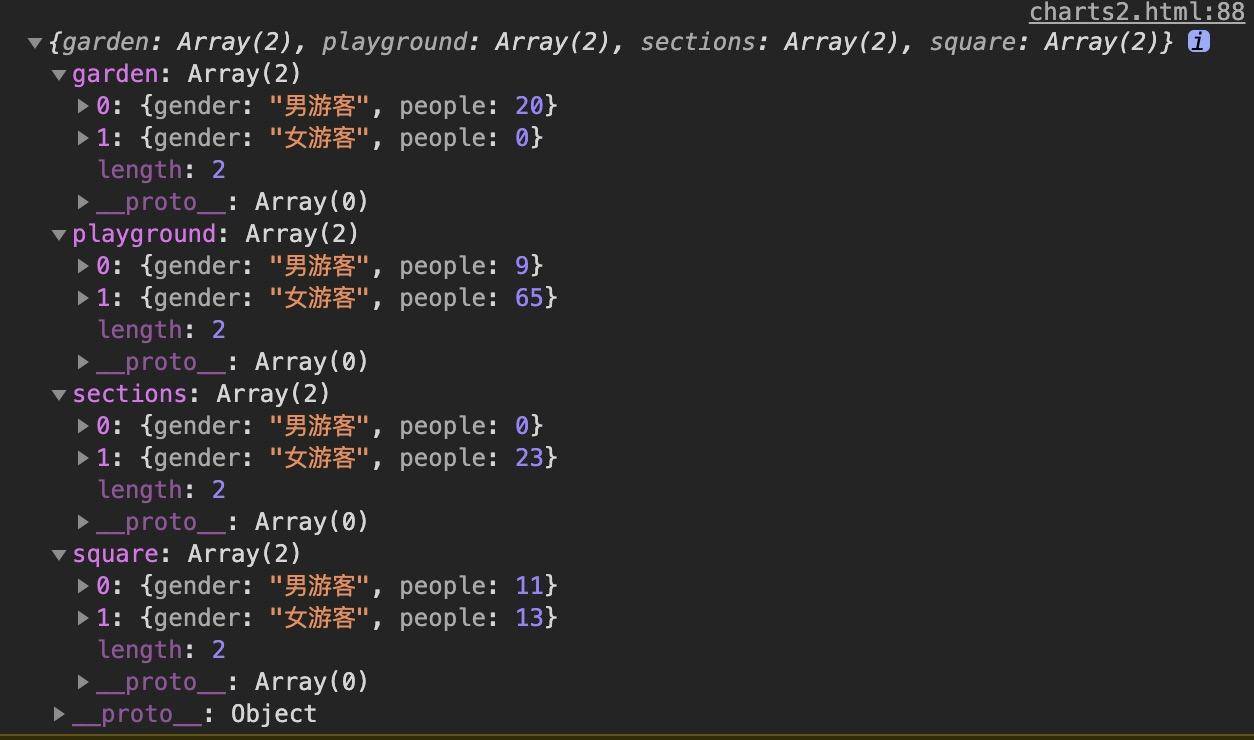 charts2.html:88
▼{garden: Array(2), playground: Array(2), sections: Array(2), square: Array(2)} i
▼garden: Array(2)
▶0: {gender: "男游客", people: 20}
▶1: {gender: "女游客", people: 0}
length: 2
▶__proto__: Array(0)
▼playground: Array(2)
▶0: {gender: "男游客", people: 9}
▶1: {gender: "女游客", people: 65}
length: 2
▶__proto__: Array(0)
▼sections: Array(2)
▶0: {gender: "男游客", people: 0}
▶1: {gender: "女游客", people: 23}
length: 2
▶__proto__: Array(0)
▼square: Array(2)
▶0: {gender: "男游客", people: 11}
▶1: {gender: "女游客", people: 13}
length: 2
▶__proto__: Array(0)
▶__proto__: Object